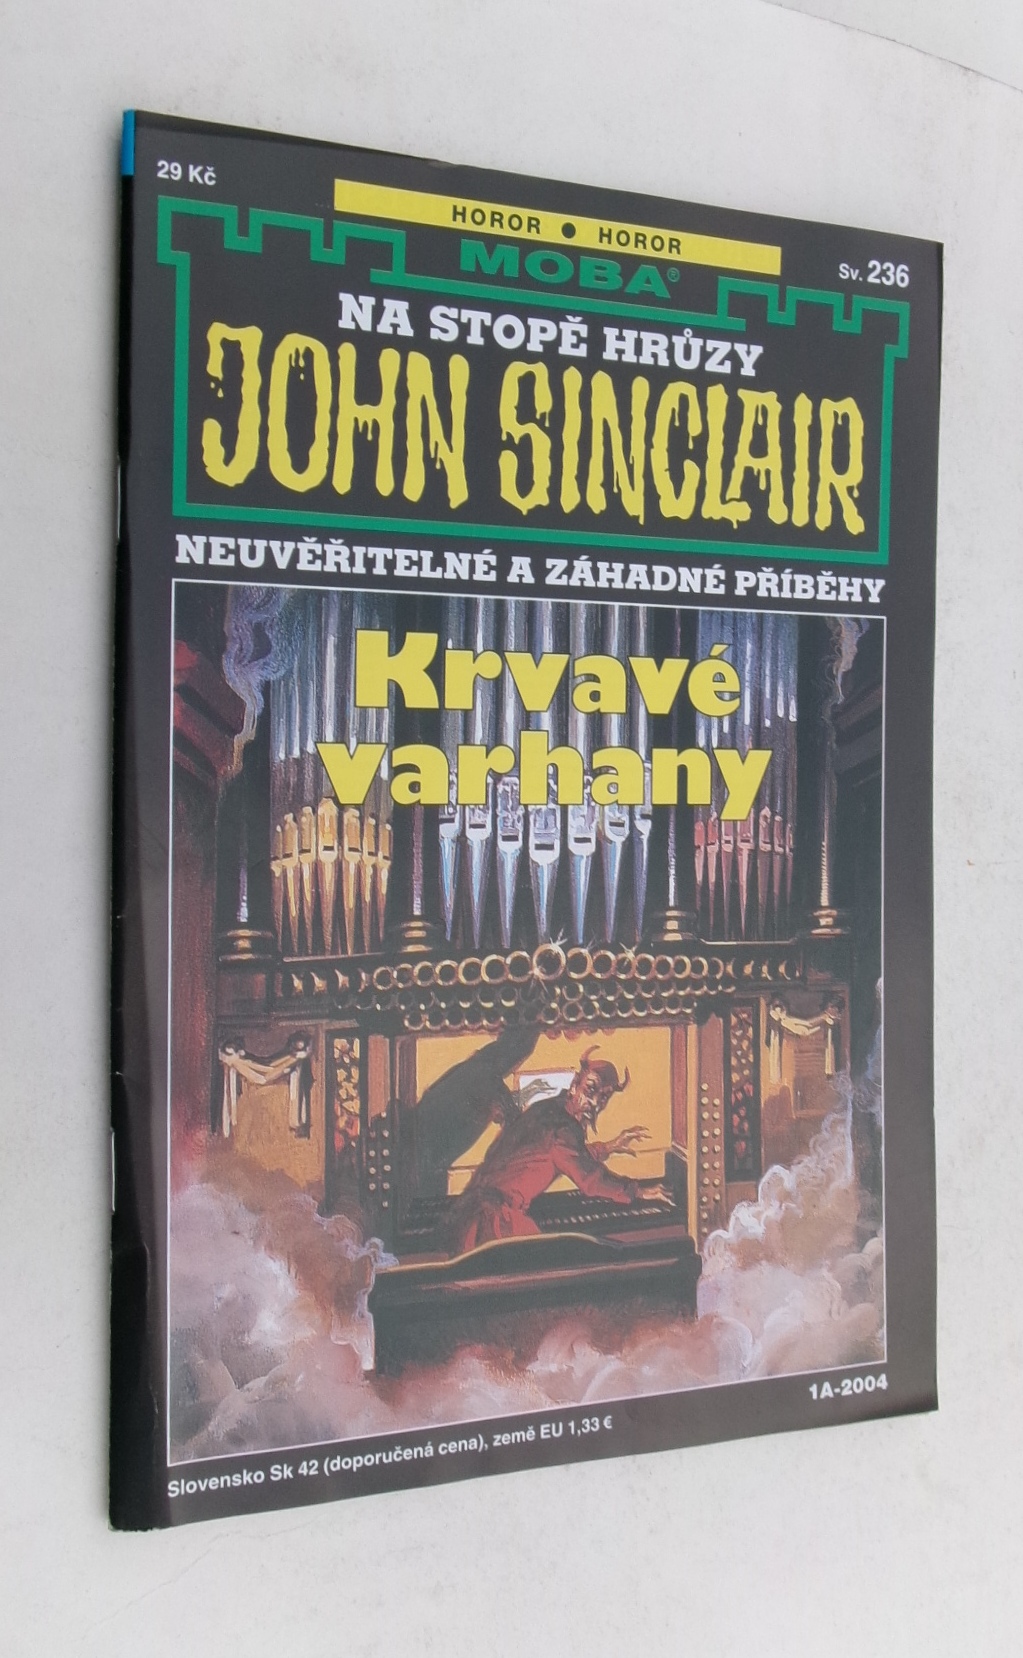 29 Kč
HOROR • HOROR
MOBA®
Sv. 236
NA STOPĚ HRŮZY
JOHN SINCLAIR
NEUVĚŘITELNÉ A ZÁHADNÉ PŘÍBĚHY
Krvavé
varhany
1A-2004
Slovensko Sk 42 (doporučená cena), země EU 1,33 €